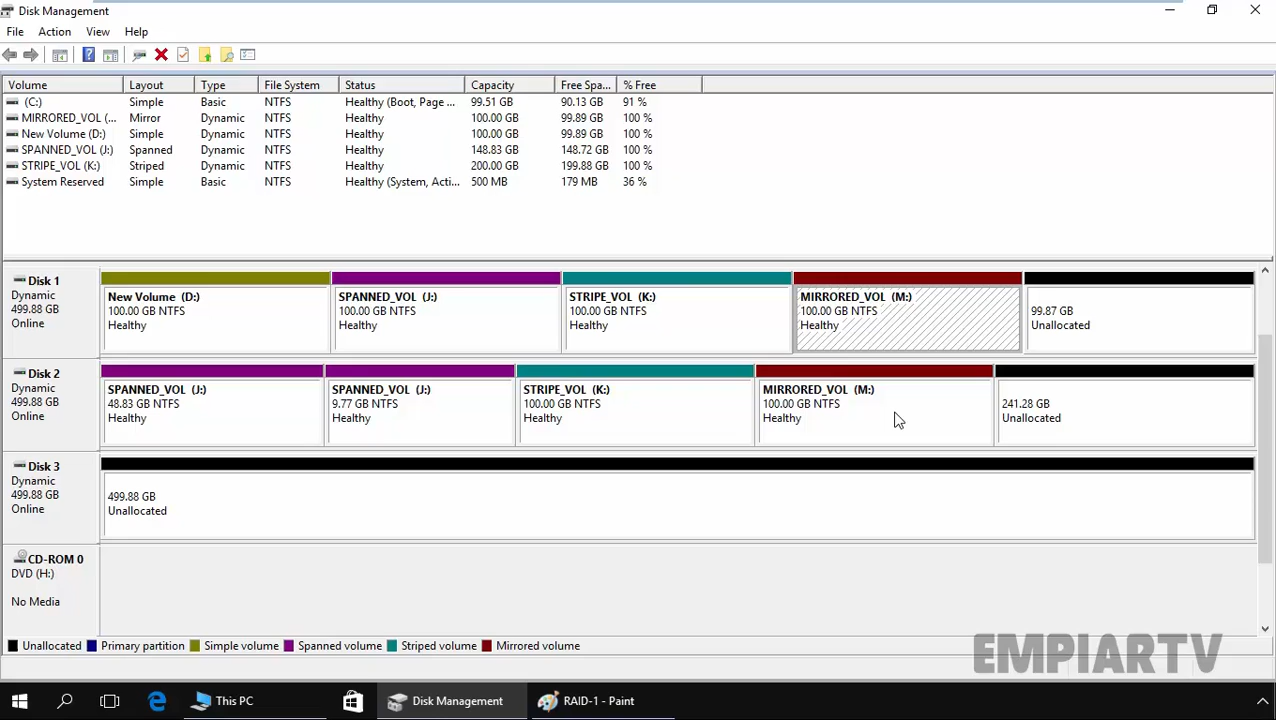 Disk Management
File Action View Help
Volume Layout Type File System Status Capacity Free Spa... % Free
(C:) Simple Basic NTFS Healthy (Boot, Page ... 99.51 GB 90.13 GB 91 %
MIRRORED_VOL (... Mirror Dynamic NTFS Healthy 100.00 GB 99.89 GB 100 %
New Volume (D:) Simple Dynamic NTFS Healthy 100.00 GB 99.89 GB 100 %
SPANNED_VOL (J:) Spanned Dynamic NTFS Healthy 148.83 GB 148.72 GB 100 %
STRIPE_VOL (K:) Striped Dynamic NTFS Healthy 200.00 GB 199.88 GB 100 %
System Reserved Simple Basic NTFS Healthy (System, Acti... 500 MB 179 MB 36 %
Disk 1
Dynamic
499.88 GB
Online
New Volume (D:)
100.00 GB NTFS
Healthy
SPANNED_VOL (J:)
100.00 GB NTFS
Healthy
STRIPE_VOL (K:)
100.00 GB NTFS
Healthy
MIRRORED_VOL (M:)
100.00 GB NTFS
Healthy
99.87 GB
Unallocated
Disk 2
Dynamic
499.88 GB
Online
SPANNED_VOL (J:)
48.83 GB NTFS
Healthy
SPANNED_VOL (J:)
9.77 GB NTFS
Healthy
STRIPE_VOL (K:)
100.00 GB NTFS
Healthy
MIRRORED_VOL (M:)
100.00 GB NTFS
Healthy
241.28 GB
Unallocated
Disk 3
Dynamic
499.88 GB
Online
499.88 GB
Unallocated
CD-ROM 0
DVD (H:)
No Media
Unallocated Primary partition Simple volume Spanned volume Striped volume Mirrored volume
EMPIARTV
This PC Disk Management RAID-1 - Paint